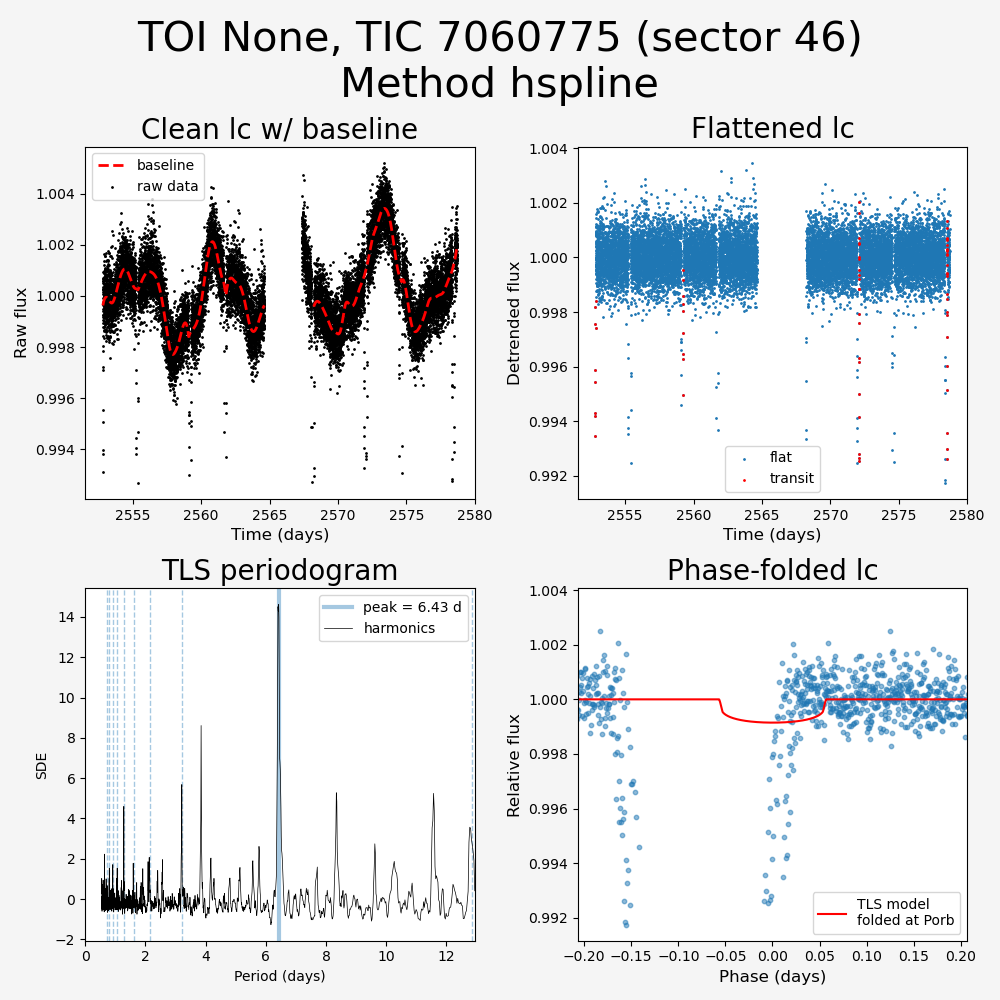 TOI None, TIC 7060775 (sector 46)
Method hspline
Clean lc w/ baseline
baseline
raw data
1.004
1.002
1.000
0.998
0.996
0.994
Raw flux
2555
2560
2565
2570
2575
2580
Time (days)
Flattened lc
1.004
1.002
1.000
0.998
0.996
0.994
0.992
Detrended flux
flat
transit
2555
2560
2565
2570
2575
2580
Time (days)
TLS periodogram
peak = 6.43 d
harmonics
14
12
10
8
6
4
2
0
−2
SDE
0
2
4
6
8
10
12
Period (days)
Phase-folded lc
1.004
1.002
1.000
0.998
0.996
0.994
0.992
Relative flux
TLS model
folded at Porb
−0.20
−0.15
−0.10
−0.05
0.00
0.05
0.10
0.15
0.20
Phase (days)